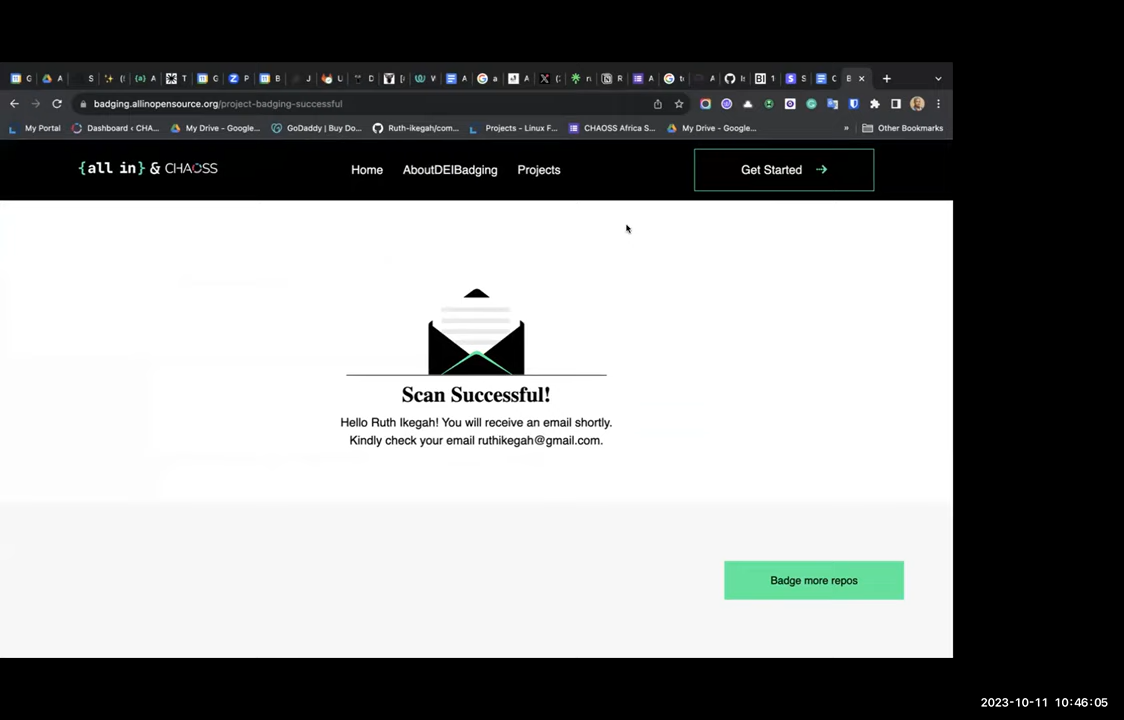 G A S ( {a} A T G A Z P B J U D [ W V A G a J A X ( ri R A G t A Is 1 S C B
badging.allinopensource.org/project-badging-successful
My Portal Dashboard ‹ CHA... My Drive - Google... GoDaddy | Buy Do... Ruth-ikegah/com... Projects - Linux F... CHAOSS Africa S... My Drive - Google... » Other Bookmarks
{all in} & CHAOSS Home AboutDEIBadging Projects Get Started
Scan Successful!
Hello Ruth Ikegah! You will receive an email shortly.
Kindly check your email ruthikegah@gmail.com.
Badge more repos
2023-10-11 10:46:05